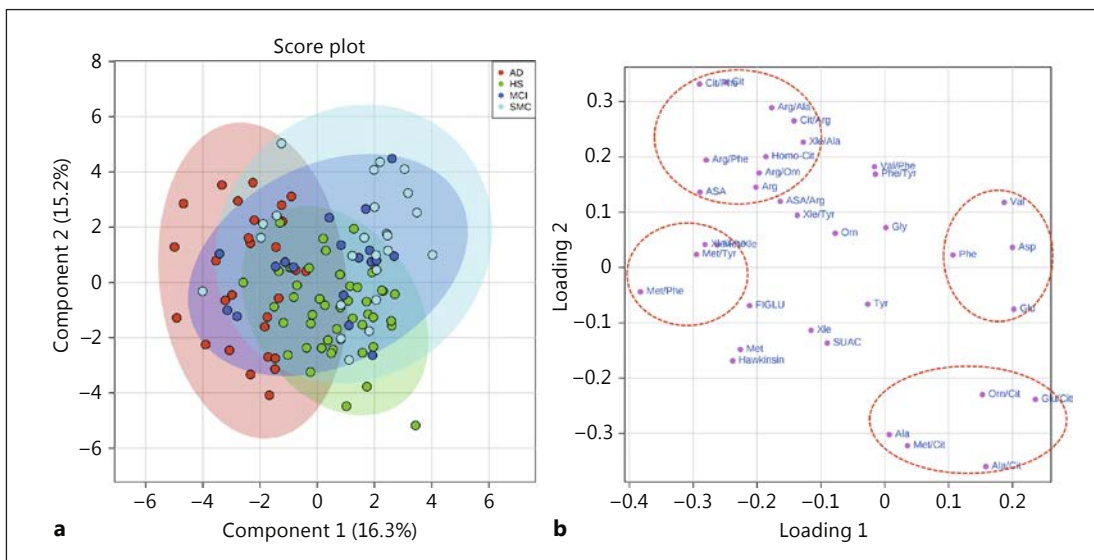 Score plot
8
6
4
2
0
−2
−4
−6
−6
−4
−2
0
2
4
6
Component 2 (15.2%)
Component 1 (16.3%)
AD
HS
MCI
SMC
a
0.3
0.2
0.1
0
−0.1
−0.2
−0.3
−0.4
−0.3
−0.2
−0.1
0
0.1
0.2
Loading 2
Loading 1
Cit/Phe
Cit
Arg/Ala
Cit/Arg
Xle/Ala
Arg/Phe
Homo-Cit
Arg/Orn
Arg
ASA
ASA/Arg
Xle/Tyr
Val/Phe
Phe/Tyr
Orn
Gly
Val
Asp
Phe
Glu
Met/Xle
Met/Tyr
Met/Phe
FIGLU
Tyr
Xle
SUAC
Met
Hawkinsin
Orn/Cit
Glu/Cit
Ala
Met/Cit
Ala/Cit
b